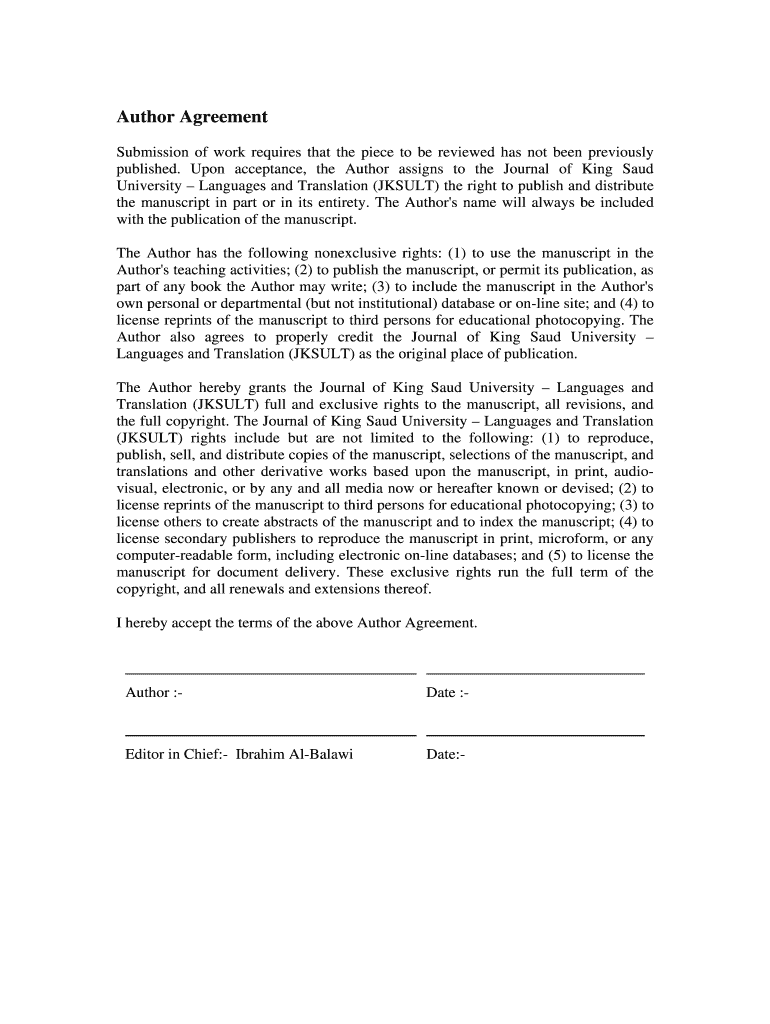 Author Agreement
Submission of work requires that the piece to be reviewed has not been previously
published. Upon acceptance, the Author assigns to the Journal of King Saud
University – Languages and Translation (JKSULT) the right to publish and distribute
the manuscript in part or in its entirety. The Author's name will always be included
with the publication of the manuscript.
The Author has the following nonexclusive rights: (1) to use the manuscript in the
Author's teaching activities; (2) to publish the manuscript, or permit its publication, as
part of any book the Author may write; (3) to include the manuscript in the Author's
own personal or departmental (but not institutional) database or on-line site; and (4) to
license reprints of the manuscript to third persons for educational photocopying. The
Author also agrees to properly credit the Journal of King Saud University –
Languages and Translation (JKSULT) as the original place of publication.
The Author hereby grants the Journal of King Saud University – Languages and
Translation (JKSULT) full and exclusive rights to the manuscript, all revisions, and
the full copyright. The Journal of King Saud University – Languages and Translation
(JKSULT) rights include but are not limited to the following: (1) to reproduce,
publish, sell, and distribute copies of the manuscript, selections of the manuscript, and
translations and other derivative works based upon the manuscript, in print, audio-
visual, electronic, or by any and all media now or hereafter known or devised; (2) to
license reprints of the manuscript to third persons for educational photocopying; (3) to
license others to create abstracts of the manuscript and to index the manuscript; (4) to
license secondary publishers to reproduce the manuscript in print, microform, or any
computer-readable form, including electronic on-line databases; and (5) to license the
manuscript for document delivery. These exclusive rights run the full term of the
copyright, and all renewals and extensions thereof.
I hereby accept the terms of the above Author Agreement.
Author :- Date :-
Editor in Chief:- Ibrahim Al-Balawi Date:-